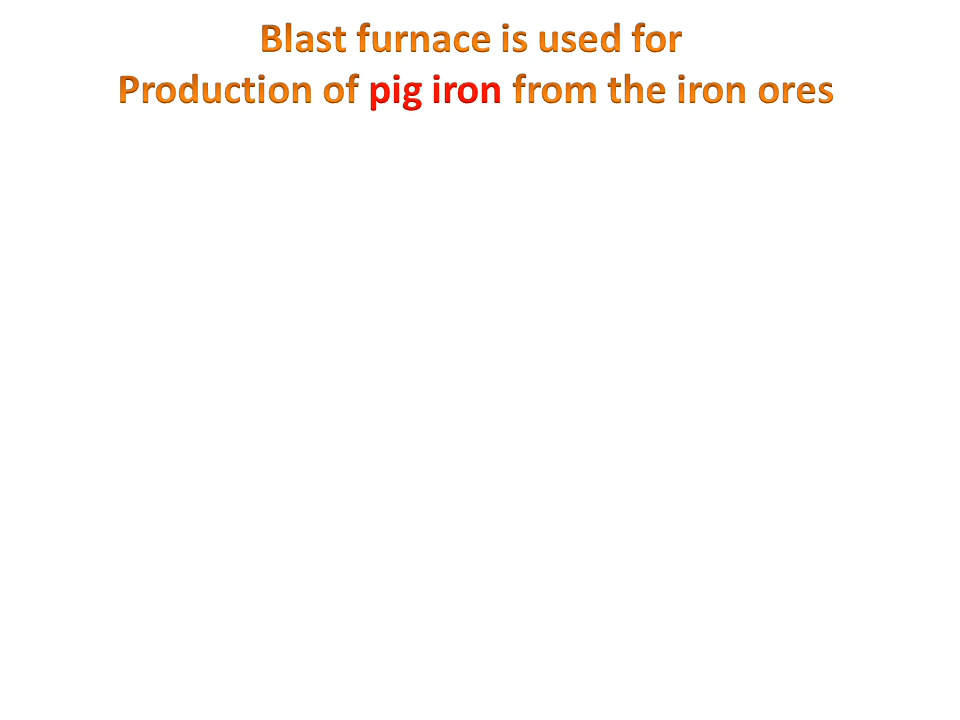 Blast furnace is used for
Production of pig iron from the iron ores